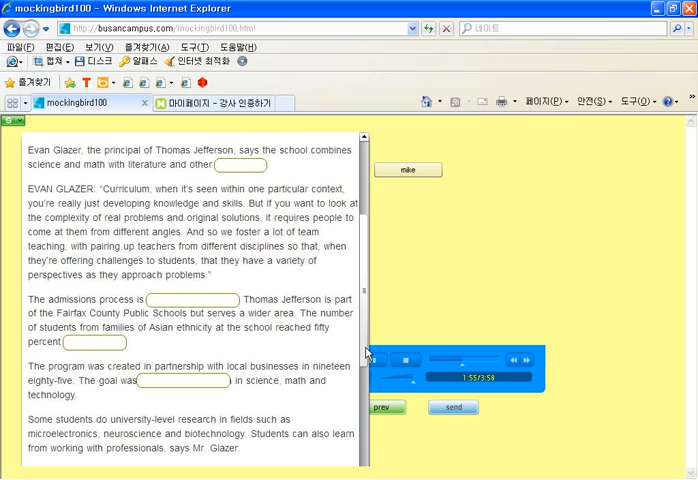 mockingbird100 - Windows Internet Explorer
http://busancampus.com/mockingbird100.html
네이트
파일(F) 편집(E) 보기(V) 즐겨찾기(A) 도구(T) 도움말(H)
캡쳐 디스크 알패스 인터넷 최적화
즐겨찾기
mockingbird100
마이페이지 - 강사 인증하기
페이지(P) 안전(S) 도구(O)
Evan Glazer, the principal of Thomas Jefferson, says the school combines
science and math with literature and other
mike
EVAN GLAZER: “Curriculum, when it’s seen within one particular context,
you’re really just developing knowledge and skills. But if you want to look at
the complexity of real problems and original solutions, it requires people to
come at them from different angles. And so we foster a lot of team
teaching, with pairing up teachers from different disciplines so that, when
they’re offering challenges to students, that they have a variety of
perspectives as they approach problems.”
The admissions process is Thomas Jefferson is part
of the Fairfax County Public Schools but serves a wider area. The number
of students from families of Asian ethnicity at the school reached fifty
percent
The program was created in partnership with local businesses in nineteen
eighty-five. The goal was in science, math and
technology.
1:55/3:58
prev send
Some students do university-level research in fields such as
microelectronics, neuroscience and biotechnology. Students can also learn
from working with professionals, says Mr. Glazer.